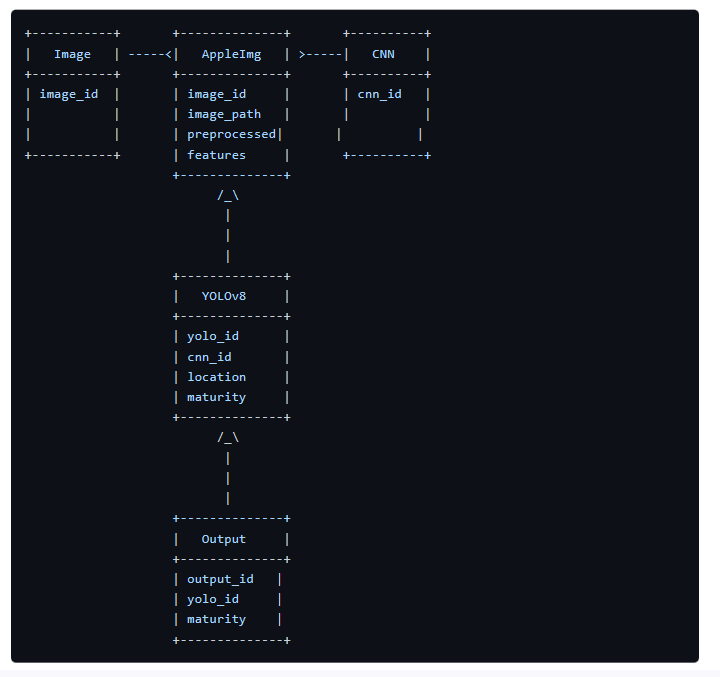 +-----------+       +--------------+       +----------+
|   Image   | -----<|   AppleImg   | >-----|   CNN    |
+-----------+       +--------------+       +----------+
| image_id  |       | image_id     |       | cnn_id   |
|           |       | image_path   |       |          |
|           |       | preprocessed|       |          |
+-----------+       | features     |       +----------+
                    +--------------+
                          /_\
                           |
                           |
                           |
                    +--------------+
                    |   YOLOv8     |
                    +--------------+
                    | yolo_id      |
                    | cnn_id       |
                    | location     |
                    | maturity     |
                    +--------------+
                          /_\
                           |
                           |
                           |
                    +--------------+
                    |   Output     |
                    +--------------+
                    | output_id   |
                    | yolo_id     |
                    | maturity    |
                    +--------------+